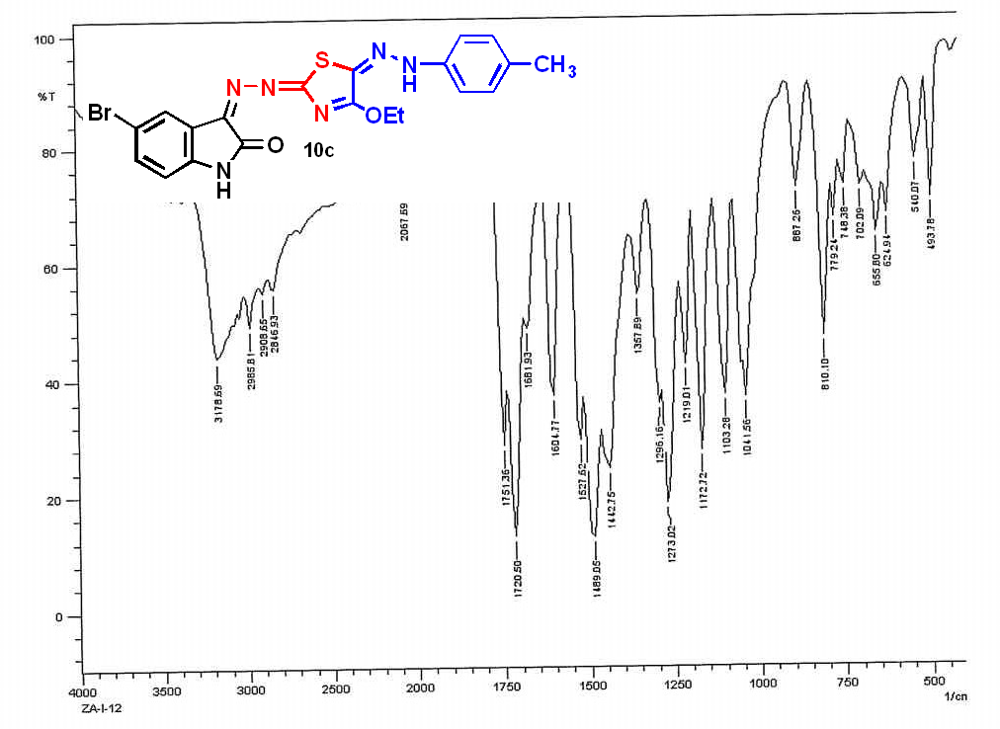 100
%T
80
60
40
20
0
S
N
N
H
CH3
N
N
N
OEt
Br
O
N
H
10c
3178.69
2985.81
2908.65
2846.93
2067.69
1751.36
1720.50
1681.93
1604.77
1527.62
1489.05
1442.75
1367.89
1296.16
1273.02
1219.01
1172.72
1103.28
1041.56
887.26
810.10
779.24
748.38
702.09
655.80
624.94
540.07
493.78
4000 3500 3000 2500 2000 1750 1500 1250 1000 750 500
ZA-I-12
1/cn